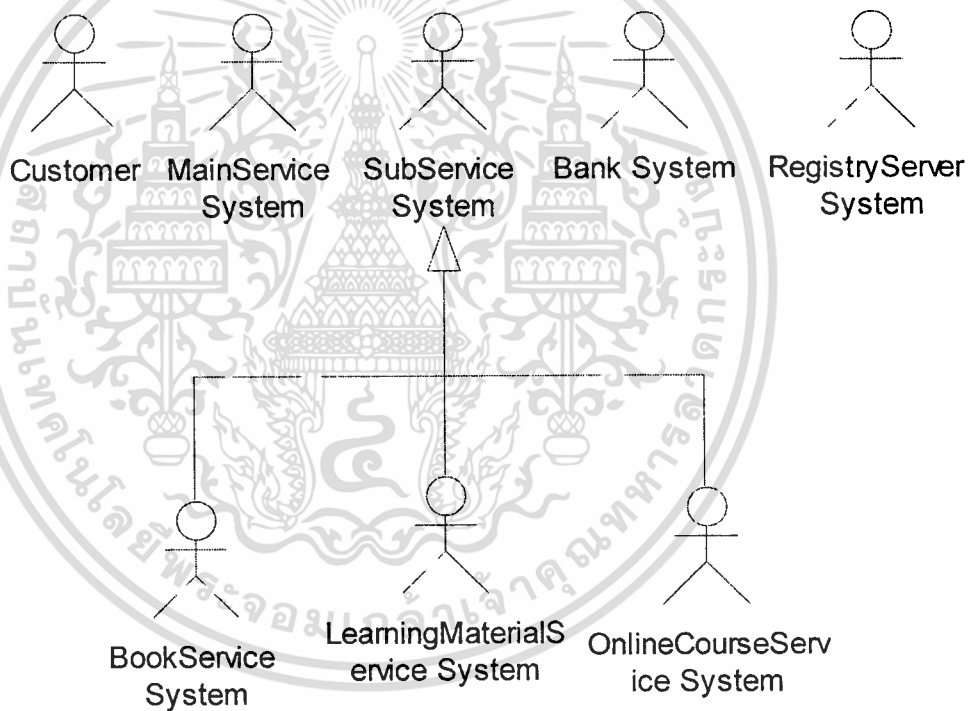 Customer
MainService
System
SubService
System
Bank System
RegistryServer
System
BookService
System
LearningMaterialS
ervice System
OnlineCourseServ
ice System